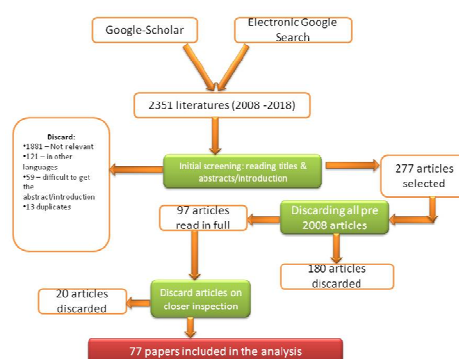 Google-Scholar
Electronic Google
Search
2351 literatures (2008 -2018)
Discard:
•1881 – Not relevant
•121 – in other
languages
•59 – difficult to get
the
abstract/introduction
•13 duplicates
Initial screening: reading titles &
abstracts/introduction
277 articles
selected
97 articles
read in full
Discarding all pre
2008 articles
180 articles
discarded
20 articles
discarded
Discard articles on
closer inspection
77 papers included in the analysis